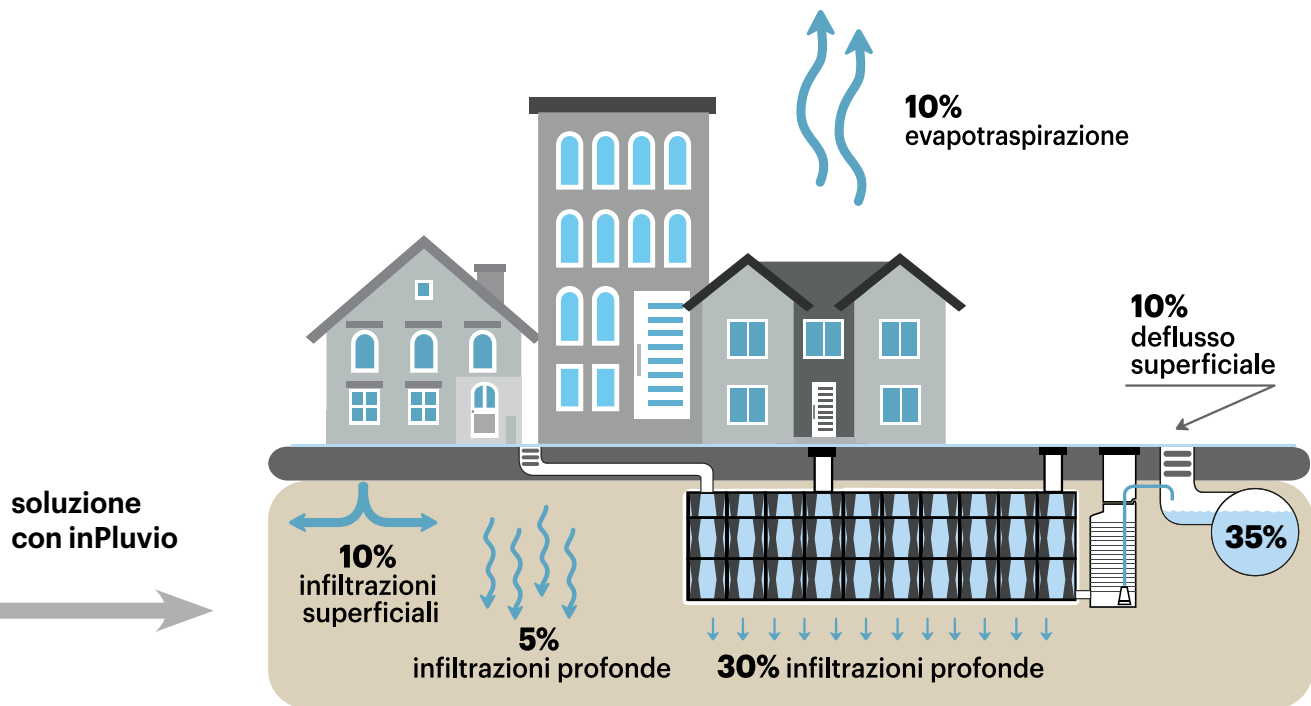 10%
evapotraspirazione
10%
deflusso
superficiale
soluzione
con inPluvio
10%
infiltrazioni
superficiali
35%
5%
infiltrazioni profonde
30% infiltrazioni profonde